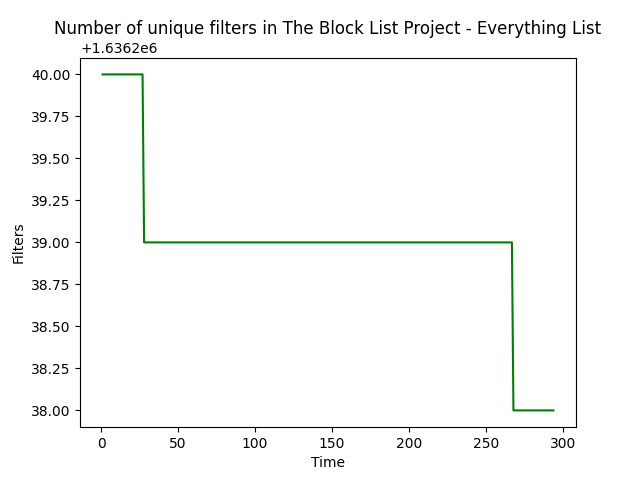 Number of unique filters in The Block List Project - Everything List
+1.6362e6
40.00
39.75
39.50
39.25
39.00
38.75
38.50
38.25
38.00
Filters
0 50 100 150 200 250 300
Time